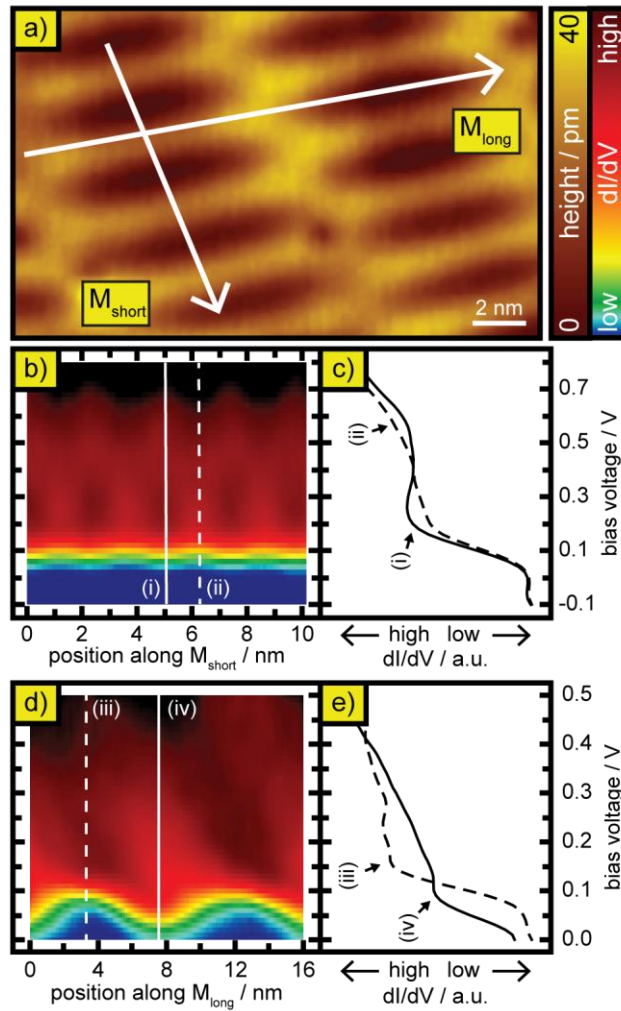 a)
M_long
M_short
2 nm
0 height / pm 40
low dI/dV high
b)
c)
(i)
(ii)
(ii)
(i)
0.7
0.5
0.3
0.1
-0.1
bias voltage / V
0 2 4 6 8 10
position along M_short / nm
high low
dI/dV / a.u.
d)
(iii)
(iv)
e)
(iii)
(iv)
0.5
0.4
0.3
0.2
0.1
0.0
bias voltage / V
0 4 8 12 16
position along M_long / nm
high low
dI/dV / a.u.